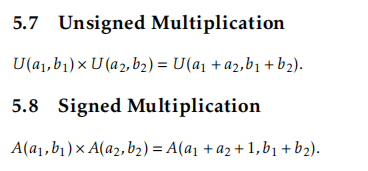 5.7 Unsigned Multiplication
U(a₁,b₁) × U(a₂,b₂) = U(a₁ + a₂,b₁ + b₂).
5.8 Signed Multiplication
A(a₁,b₁) × A(a₂,b₂) = A(a₁ + a₂ + 1,b₁ + b₂).